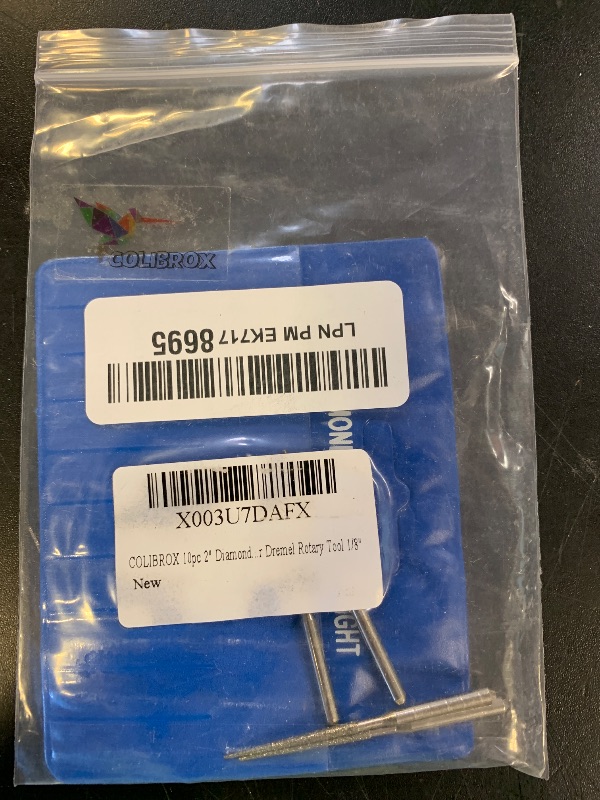 COLIBROX
LPN PM EK717 8695
X003U7DAFX
COLIBROX 10pc 2" Diamond...r Dremel Rotary Tool 1/8"
New